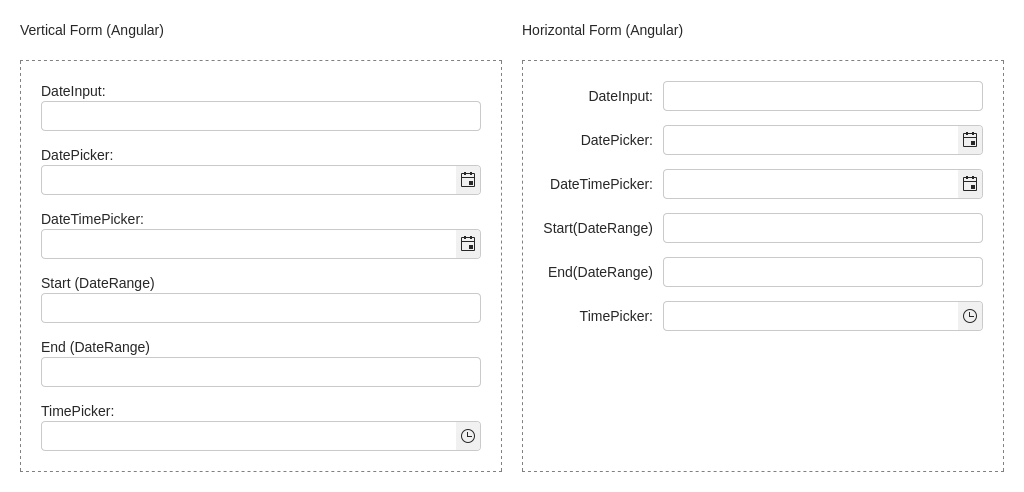 Vertical Form (Angular)
DateInput:
DatePicker:
DateTimePicker:
Start (DateRange)
End (DateRange)
TimePicker:
Horizontal Form (Angular)
DateInput:
DatePicker:
DateTimePicker:
Start(DateRange)
End(DateRange)
TimePicker: